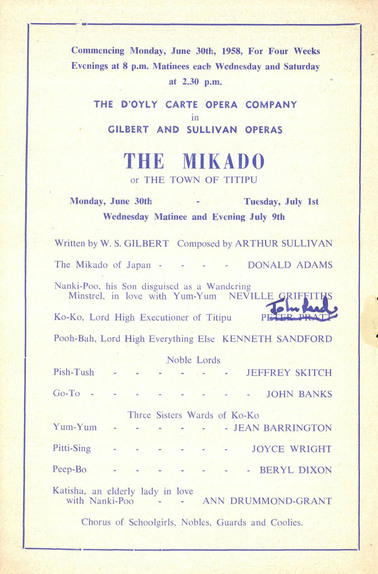 Commencing Monday, June 30th, 1958, For Four Weeks
Evenings at 8 p.m. Matinees each Wednesday and Saturday
at 2.30 p.m.
THE D'OYLY CARTE OPERA COMPANY
in
GILBERT AND SULLIVAN OPERAS
THE MIKADO
or THE TOWN OF TITIPU
Monday, June 30th - Tuesday, July 1st
Wednesday Matinee and Evening July 9th
Written by W. S. GILBERT Composed by ARTHUR SULLIVAN
The Mikado of Japan - - - - DONALD ADAMS
Nanki-Poo, his Son disguised as a Wandering
Minstrel, in love with Yum-Yum NEVILLE GRIFFITHS
John Reed
Ko-Ko, Lord High Executioner of Titipu PETER PRATT
Pooh-Bah, Lord High Everything Else KENNETH SANDFORD
Noble Lords
Pish-Tush - - - - - JEFFREY SKITCH
Go-To - - - - - - JOHN BANKS
Three Sisters Wards of Ko-Ko
Yum-Yum - - - - - - JEAN BARRINGTON
Pitti-Sing - - - - - JOYCE WRIGHT
Peep-Bo - - - - - - BERYL DIXON
Katisha, an elderly lady in love
with Nanki-Poo - - ANN DRUMMOND-GRANT
Chorus of Schoolgirls, Nobles, Guards and Coolies.